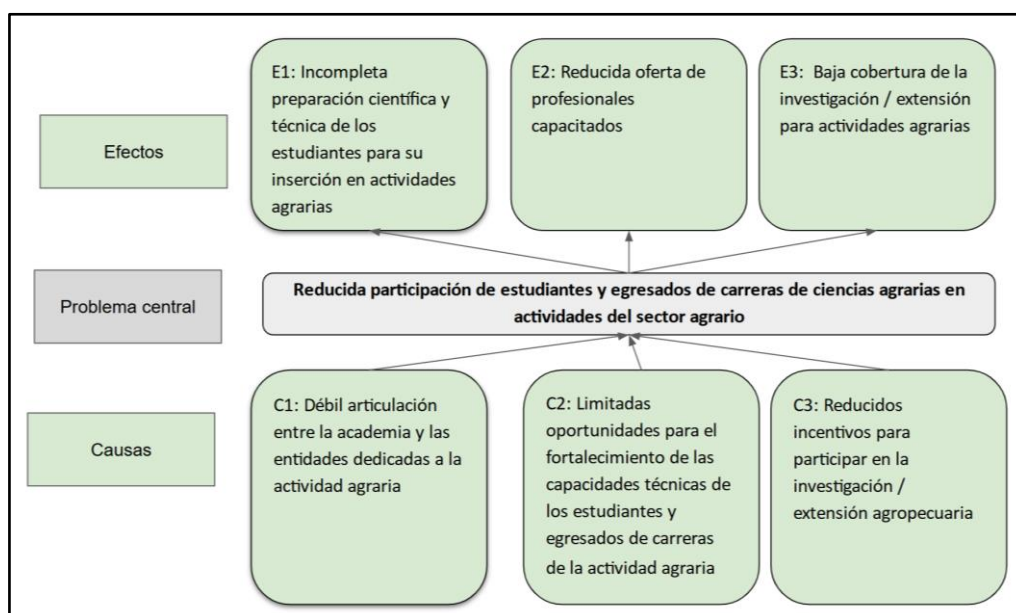 Efectos
E1: Incompleta
preparación científica y
técnica de los
estudiantes para su
inserción en actividades
agrarias
E2: Reducida oferta de
profesionales
capacitados
E3:  Baja cobertura de la
investigación / extensión
para actividades agrarias
Problema central
Reducida participación de estudiantes y egresados de carreras de ciencias agrarias en
actividades del sector agrario
Causas
C1: Débil articulación
entre la academia y las
entidades dedicadas a la
actividad agraria
C2: Limitadas
oportunidades para el
fortalecimiento de las
capacidades técnicas de
los estudiantes y
egresados de carreras
de la actividad agraria
C3: Reducidos
incentivos para
participar en la
investigación /
extensión agropecuaria